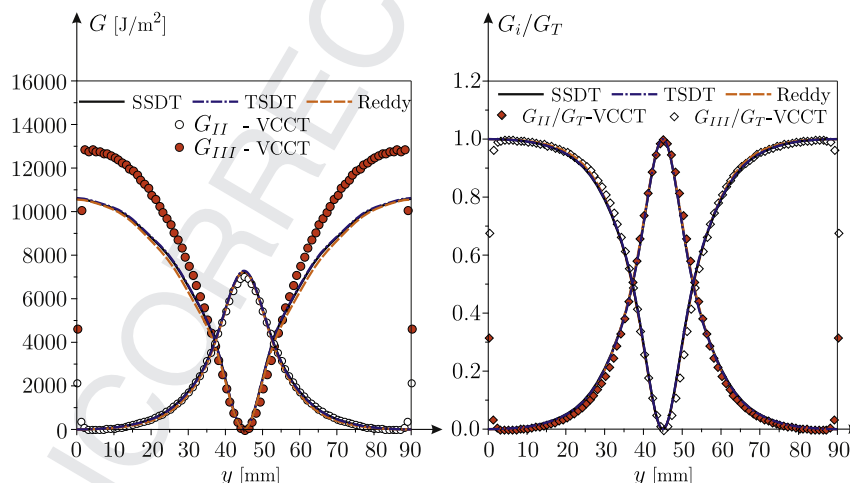 G [J/m²]
16000
14000
12000
10000
8000
6000
4000
2000
0
SSDT TSDT Reddy
G_II - VCCT
G_III - VCCT
0 10 20 30 40 50 60 70 80 90
y [mm]
G_i/G_T
1.2
1.0
0.8
0.6
0.4
0.2
0.0
SSDT TSDT Reddy
G_II/G_T-VCCT G_III/G_T-VCCT
0 10 20 30 40 50 60 70 80 90
y [mm]
NCORREC